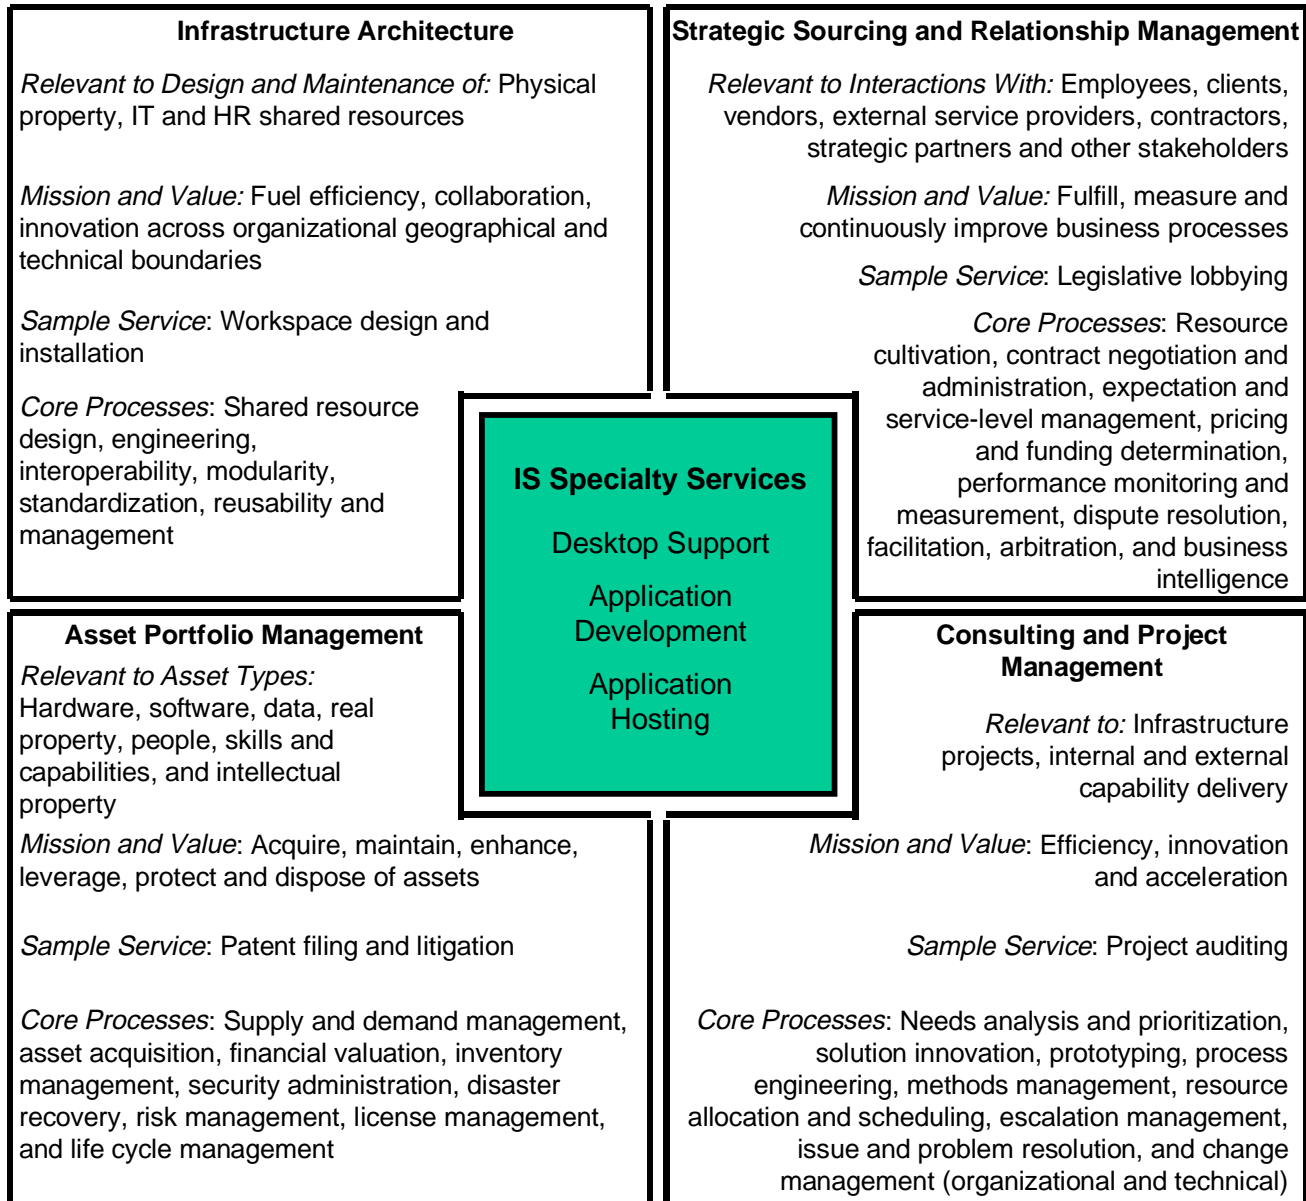 Infrastructure Architecture
Relevant to Design and Maintenance of: Physical
property, IT and HR shared resources
Mission and Value: Fuel efficiency, collaboration,
innovation across organizational geographical and
technical boundaries
Sample Service: Workspace design and
installation
Core Processes: Shared resource
design, engineering,
interoperability, modularity,
standardization, reusability and
management
Strategic Sourcing and Relationship Management
Relevant to Interactions With: Employees, clients,
vendors, external service providers, contractors,
strategic partners and other stakeholders
Mission and Value: Fulfill, measure and
continuously improve business processes
Sample Service: Legislative lobbying
Core Processes: Resource
cultivation, contract negotiation and
administration, expectation and
service-level management, pricing
and funding determination,
performance monitoring and
measurement, dispute resolution,
facilitation, arbitration, and business
intelligence
IS Specialty Services
Desktop Support
Application
Development
Application
Hosting
Asset Portfolio Management
Relevant to Asset Types:
Hardware, software, data, real
property, people, skills and
capabilities, and intellectual
property
Mission and Value: Acquire, maintain, enhance,
leverage, protect and dispose of assets
Sample Service: Patent filing and litigation
Core Processes: Supply and demand management,
asset acquisition, financial valuation, inventory
management, security administration, disaster
recovery, risk management, license management,
and life cycle management
Consulting and Project
Management
Relevant to: Infrastructure
projects, internal and external
capability delivery
Mission and Value: Efficiency, innovation
and acceleration
Sample Service: Project auditing
Core Processes: Needs analysis and prioritization,
solution innovation, prototyping, process
engineering, methods management, resource
allocation and scheduling, escalation management,
issue and problem resolution, and change
management (organizational and technical)